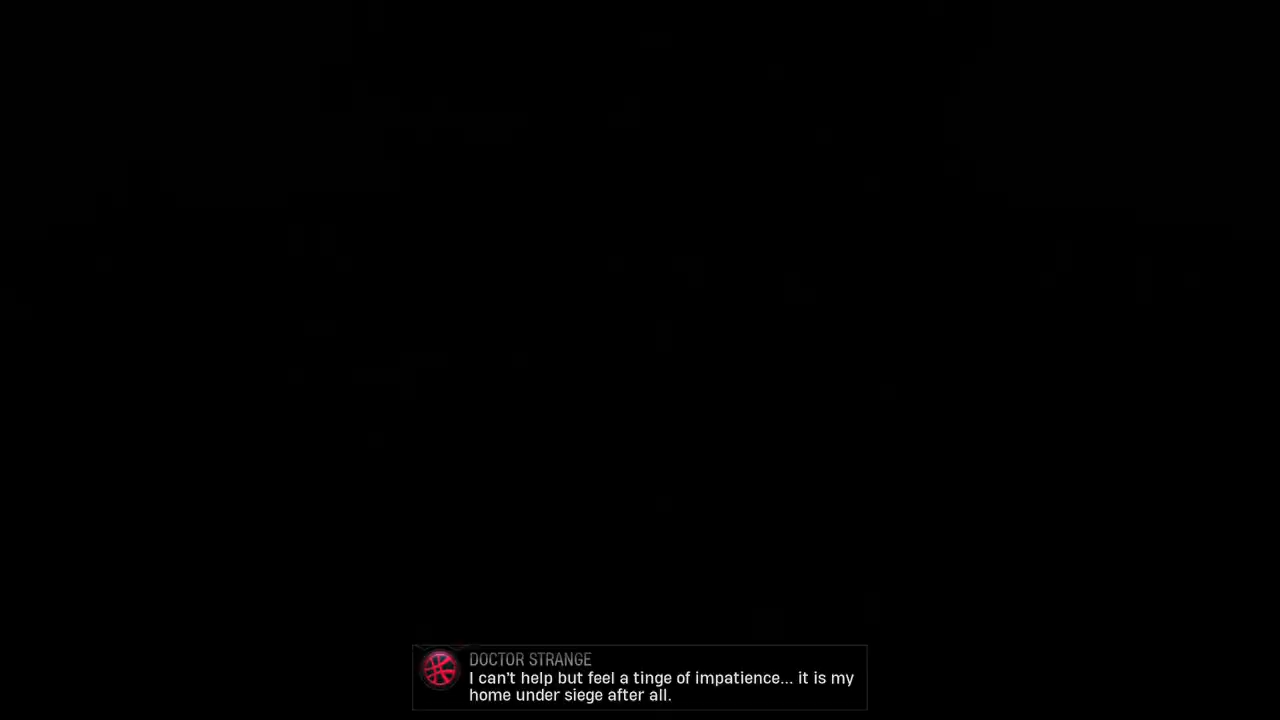 DOCTOR STRANGE
I can't help but feel a tinge of impatience... it is my
home under siege after all.